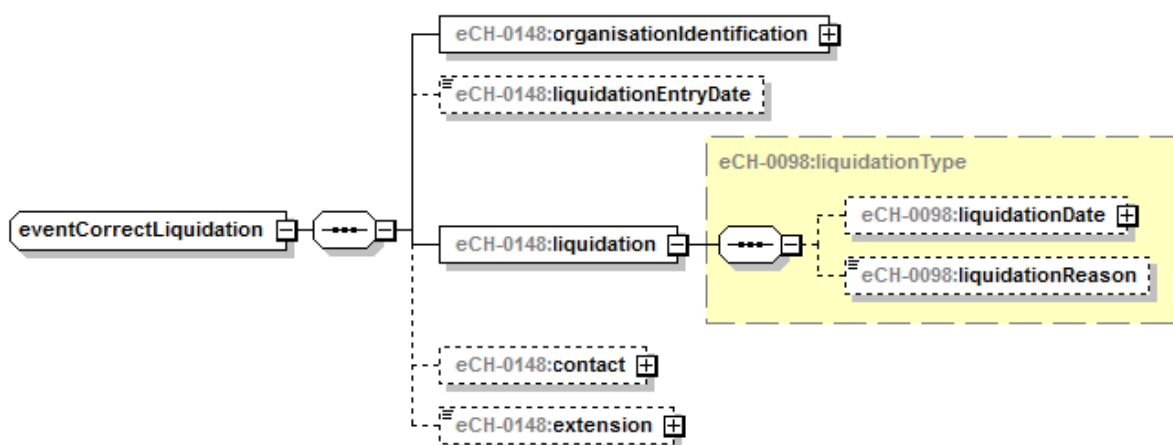 eCH-0148:organisationIdentification
eCH-0148:liquidationEntryDate
eCH-0098:liquidationType
eventCorrectLiquidation
eCH-0148:liquidation
eCH-0098:liquidationDate
eCH-0098:liquidationReason
eCH-0148:contact
eCH-0148:extension